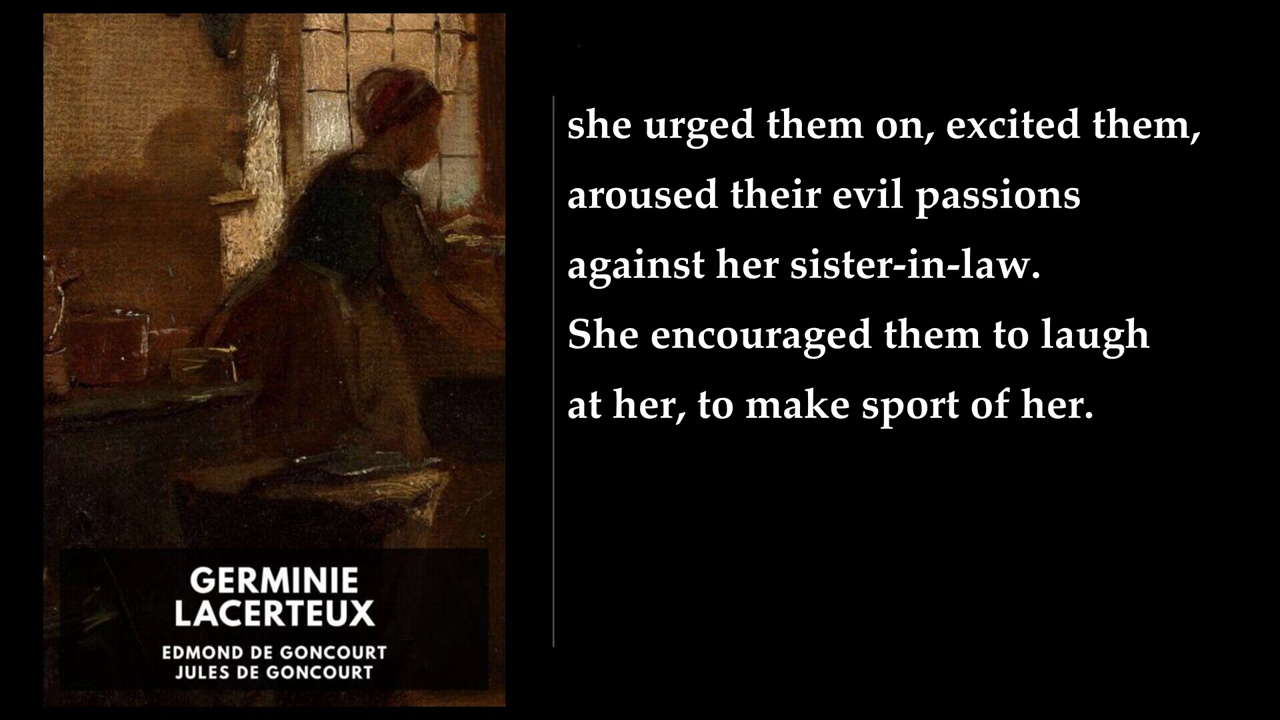 she urged them on, excited them,
aroused their evil passions
against her sister-in-law.
She encouraged them to laugh
at her, to make sport of her.
GERMINIE
LACERTEUX
EDMOND DE GONCOURT
JULES DE GONCOURT